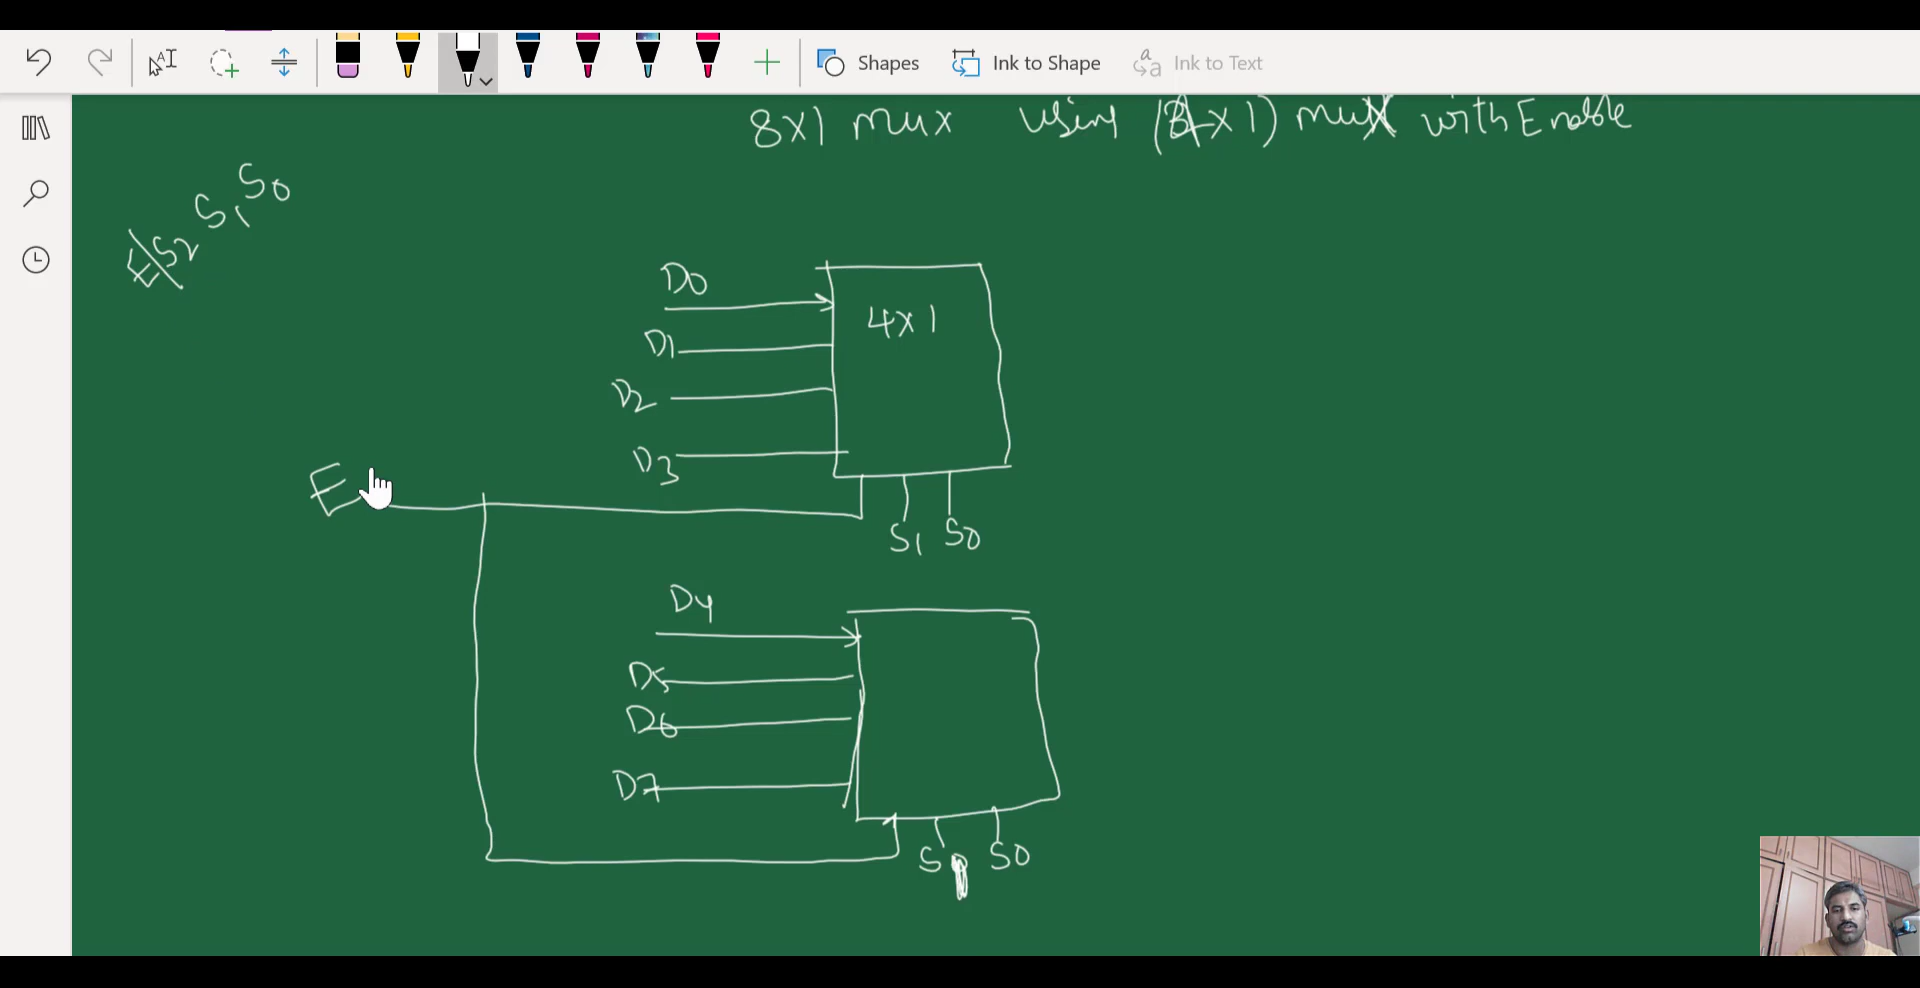 Shapes
Ink to Shape
Ink to Text
8x1 mux using (4x1) mux with Enable
S2 S1 S0
D0
4x1
D1
D2
D3
E
S1 S0
D4
D5
D6
D7
S1 S0